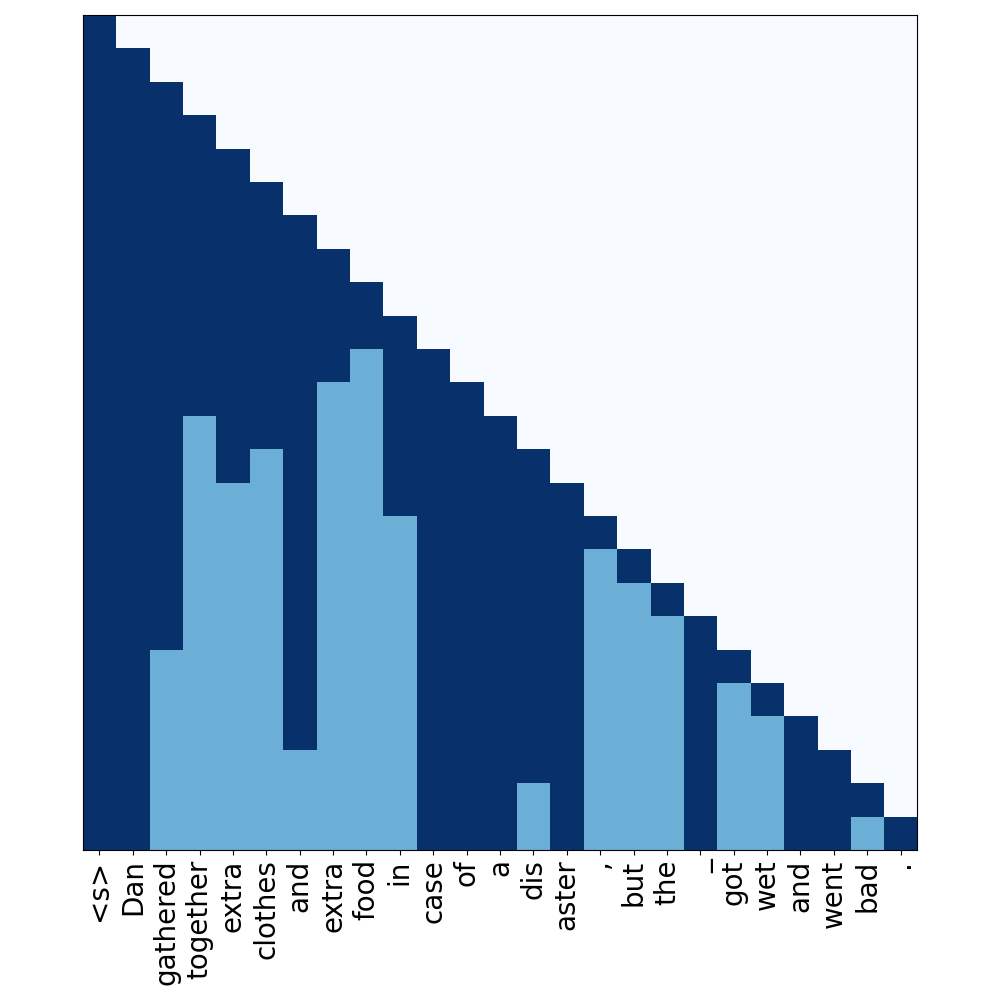 <s>
Dan
gathered
together
extra
clothes
and
extra
food
in
case
of
a
dis
aster
,
but
the
_
got
wet
and
went
bad
.